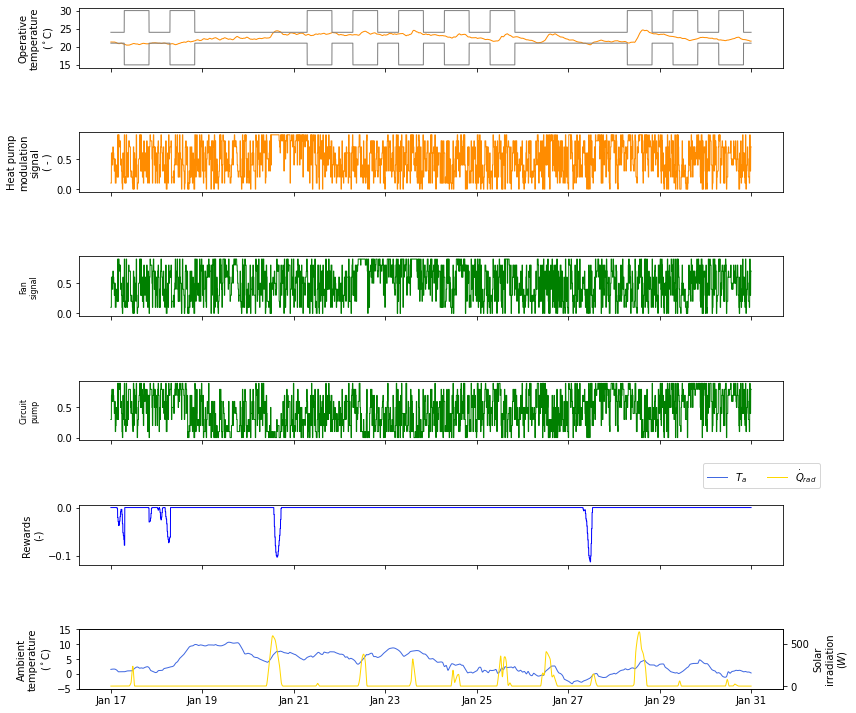 Operative
temperature
(°C)
30
25
20
15
Heat pump
modulation
signal
( - )
0.5
0.0
Fan
signal
0.5
0.0
Circuit
pump
0.5
0.0
T_a Q̇_rad
Rewards
(-)
0.0
−0.1
Ambient
temperature
(°C)
15
10
5
0
−5
500
0
Solar
irradiation
(W)
Jan 17 Jan 19 Jan 21 Jan 23 Jan 25 Jan 27 Jan 29 Jan 31